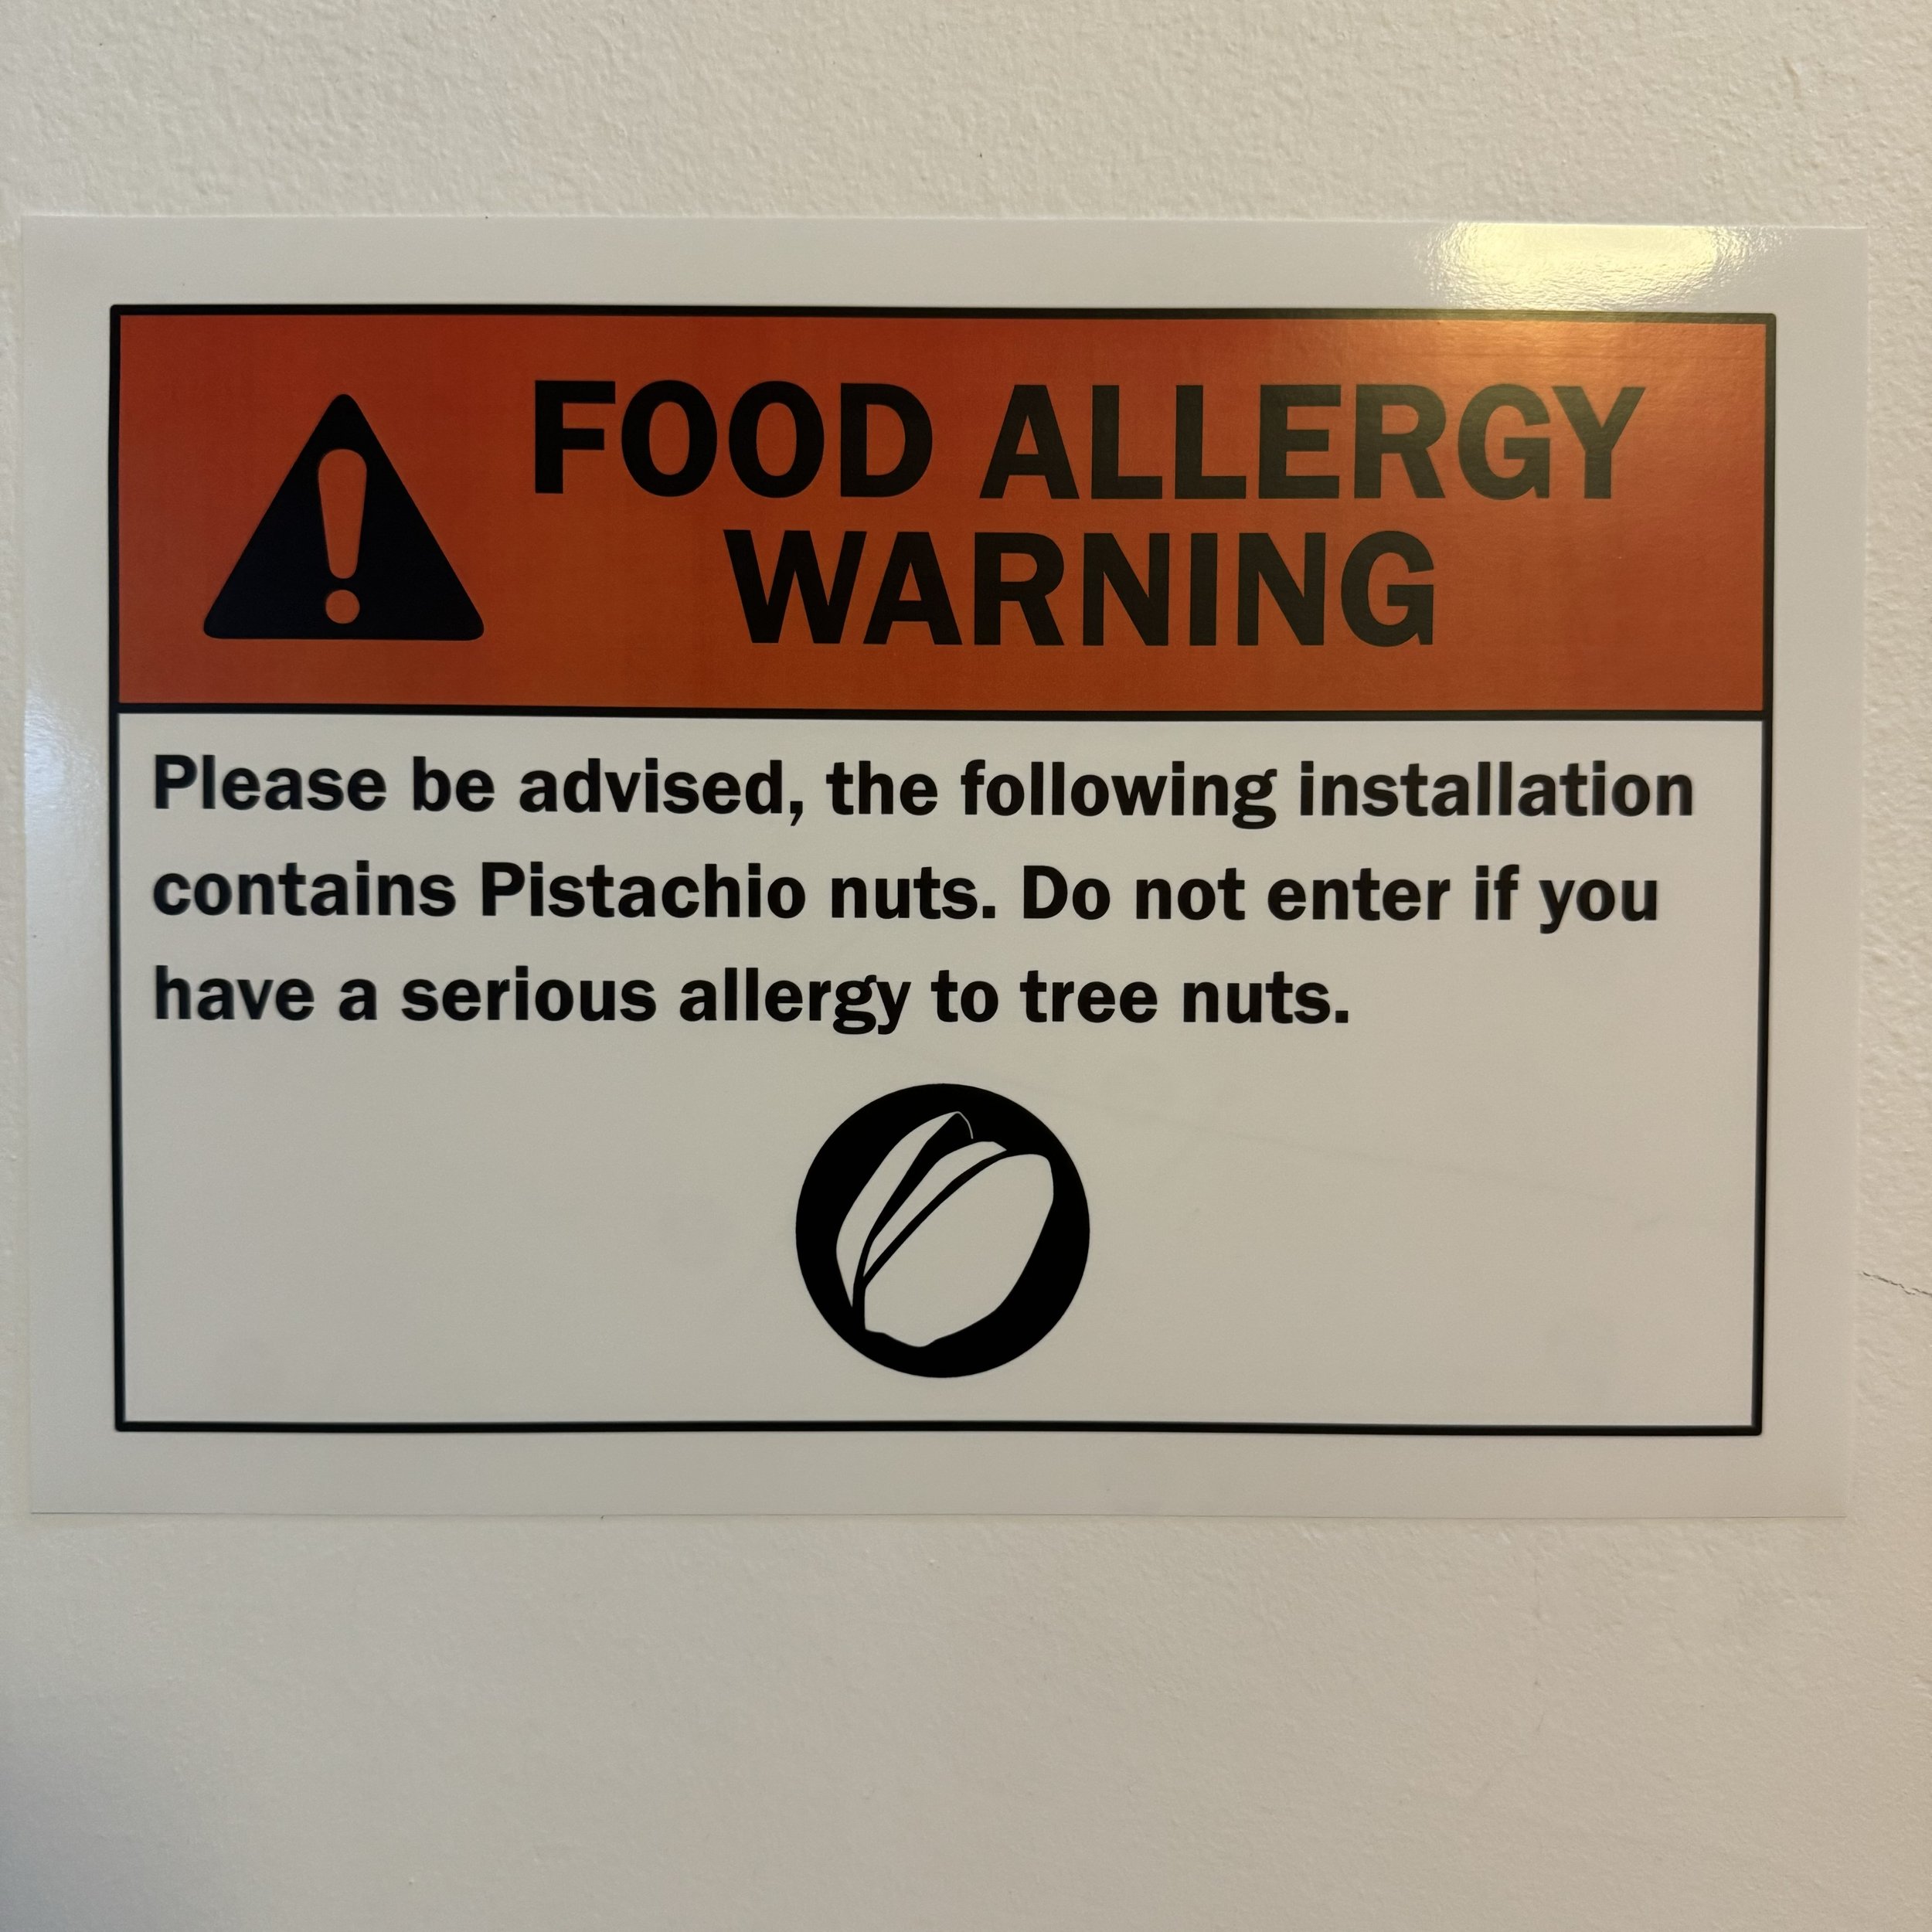 FOOD ALLERGY
WARNING
Please be advised, the following installation
contains Pistachio nuts. Do not enter if you
have a serious allergy to tree nuts.